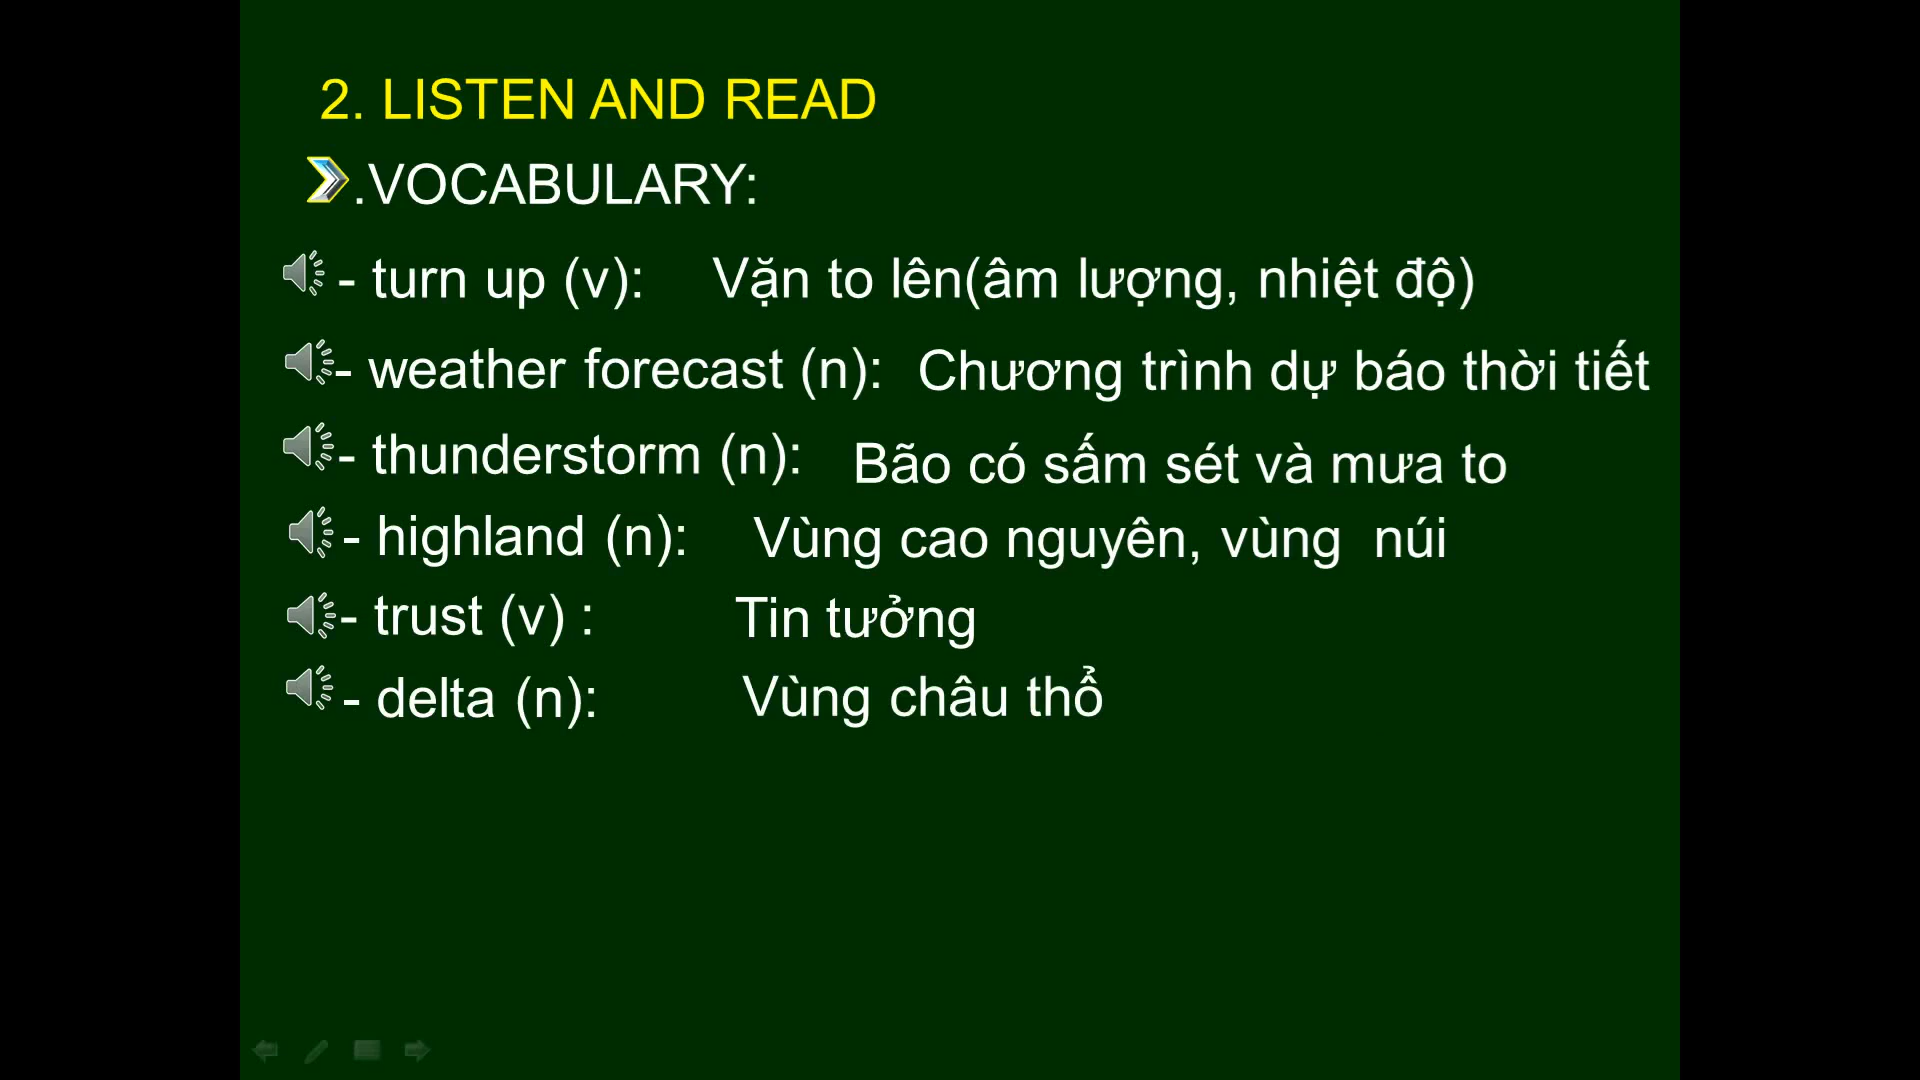 2. LISTEN AND READ
.VOCABULARY:
- turn up (v): Vặn to lên(âm lượng, nhiệt độ)
- weather forecast (n): Chương trình dự báo thời tiết
- thunderstorm (n): Bão có sấm sét và mưa to
- highland (n): Vùng cao nguyên, vùng núi
- trust (v) : Tin tưởng
- delta (n): Vùng châu thổ